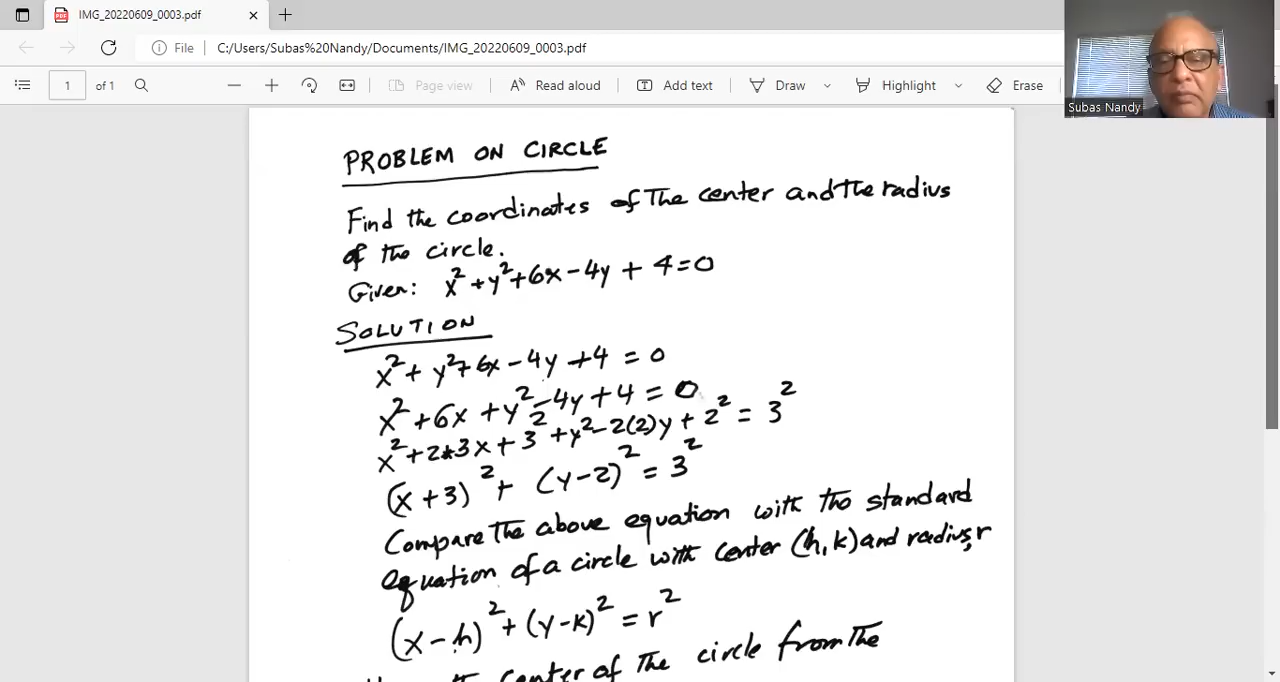 IMG_20220609_0003.pdf
File C:/Users/Subas%20Nandy/Documents/IMG_20220609_0003.pdf
1 of 1 Page view Read aloud Add text Draw Highlight Erase
Subas Nandy
PROBLEM ON CIRCLE
Find the coordinates of The center and the radius
of the circle.
Given: x² + y² + 6x - 4y + 4 = 0
SOLUTION
x² + y² + 6x - 4y + 4 = 0
x² + 6x + y² - 4y + 4 = 0
x² + 2*3x + 3² + y² - 2(2)y + 2² = 3²
(x + 3)² + (y - 2)² = 3²
Compare The above equation with the standard
equation of a circle with center (h, k) and radius, r
(x - h)² + (y - k)² = r²
center of The circle from The